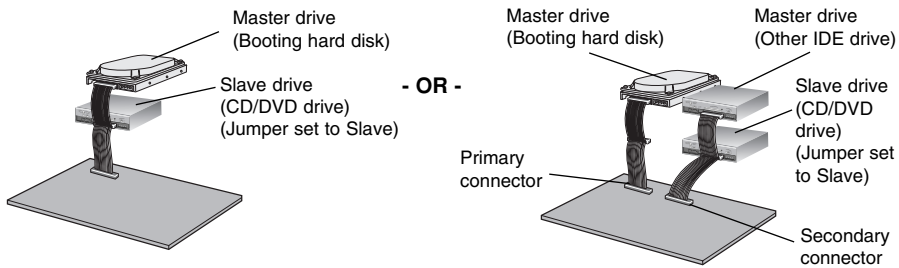 Master drive
(Booting hard disk)
Slave drive
(CD/DVD drive)
(Jumper set to Slave)
- OR -
Master drive
(Booting hard disk)
Master drive
(Other IDE drive)
Slave drive
(CD/DVD
drive)
(Jumper set
to Slave)
Primary
connector
Secondary
connector